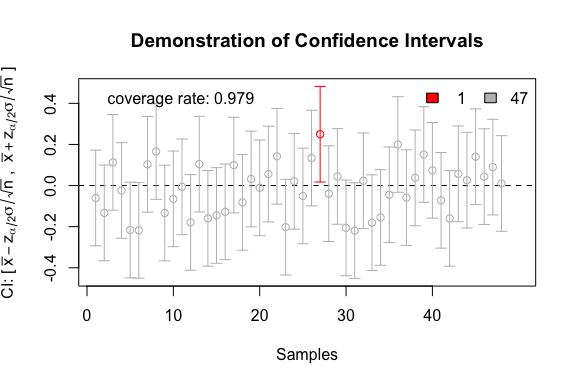 Demonstration of Confidence Intervals
coverage rate: 0.979
1 47
CI: [ x̅ − zα/2σ/√n , x̅ + zα/2σ/√n ]
0.4
0.2
0.0
-0.2
-0.4
0 10 20 30 40
Samples